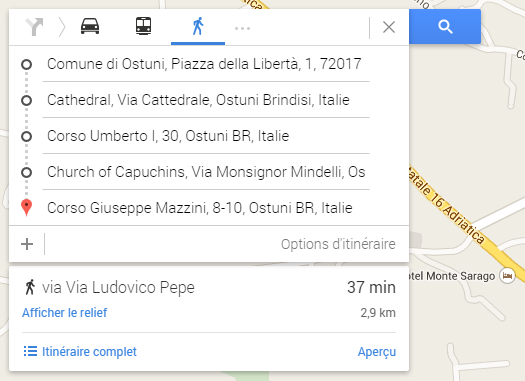 Comune di Ostuni, Piazza della Libertà, 1, 72017
Cathedral, Via Cattedrale, Ostuni Brindisi, Italie
Corso Umberto I, 30, Ostuni BR, Italie
Church of Capuchins, Via Monsignor Mindelli, Os
Corso Giuseppe Mazzini, 8-10, Ostuni BR, Italie
Options d'itinéraire
via Via Ludovico Pepe 37 min
Afficher le relief 2,9 km
Itinéraire complet Aperçu
tatale 16 Adriatica
otel Monte Sarago